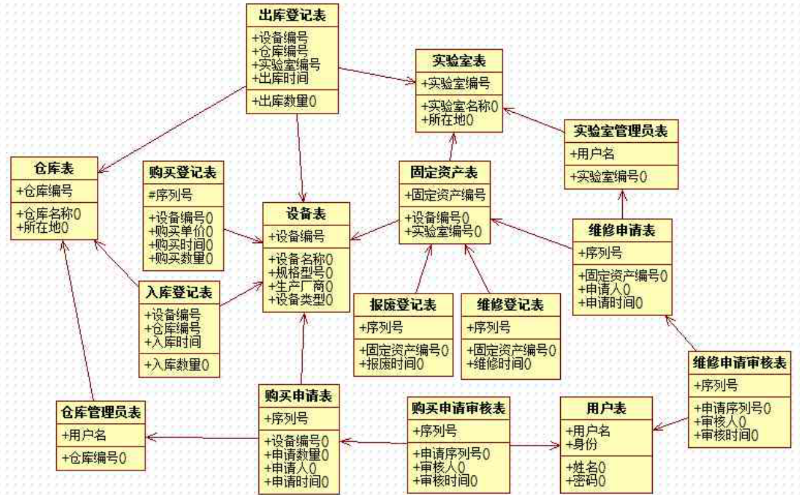 出库登记表
+设备编号
+仓库编号
+实验室编号
+出库时间
+出库数量()
实验室表
+实验室编号
+实验室名称()
+所在地()
实验室管理员表
+用户名
+实验室编号()
仓库表
+仓库编号
+仓库名称()
+所在地()
购买登记表
#序列号
+设备编号()
+购买单价()
+购买时间()
+购买数量()
设备表
+设备编号
+设备名称()
+规格型号()
+生产厂商()
+设备类型()
固定资产表
+固定资产编号
+设备编号()
+实验室编号()
维修申请表
+序列号
+固定资产编号()
+申请人()
+申请时间()
入库登记表
+设备编号
+仓库编号
+入库时间
+入库数量()
报废登记表
+序列号
+固定资产编号()
+报废时间()
维修登记表
+序列号
+固定资产编号()
+维修时间()
维修申请审核表
+序列号
+申请序列号()
+审核人()
+审核时间()
仓库管理员表
+用户名
+仓库编号()
购买申请表
+序列号
+设备编号()
+申请数量()
+申请人()
+申请时间()
购买申请审核表
+序列号
+申请序列号()
+审核人()
+审核时间()
用户表
+用户名
+身份
+姓名()
+密码()